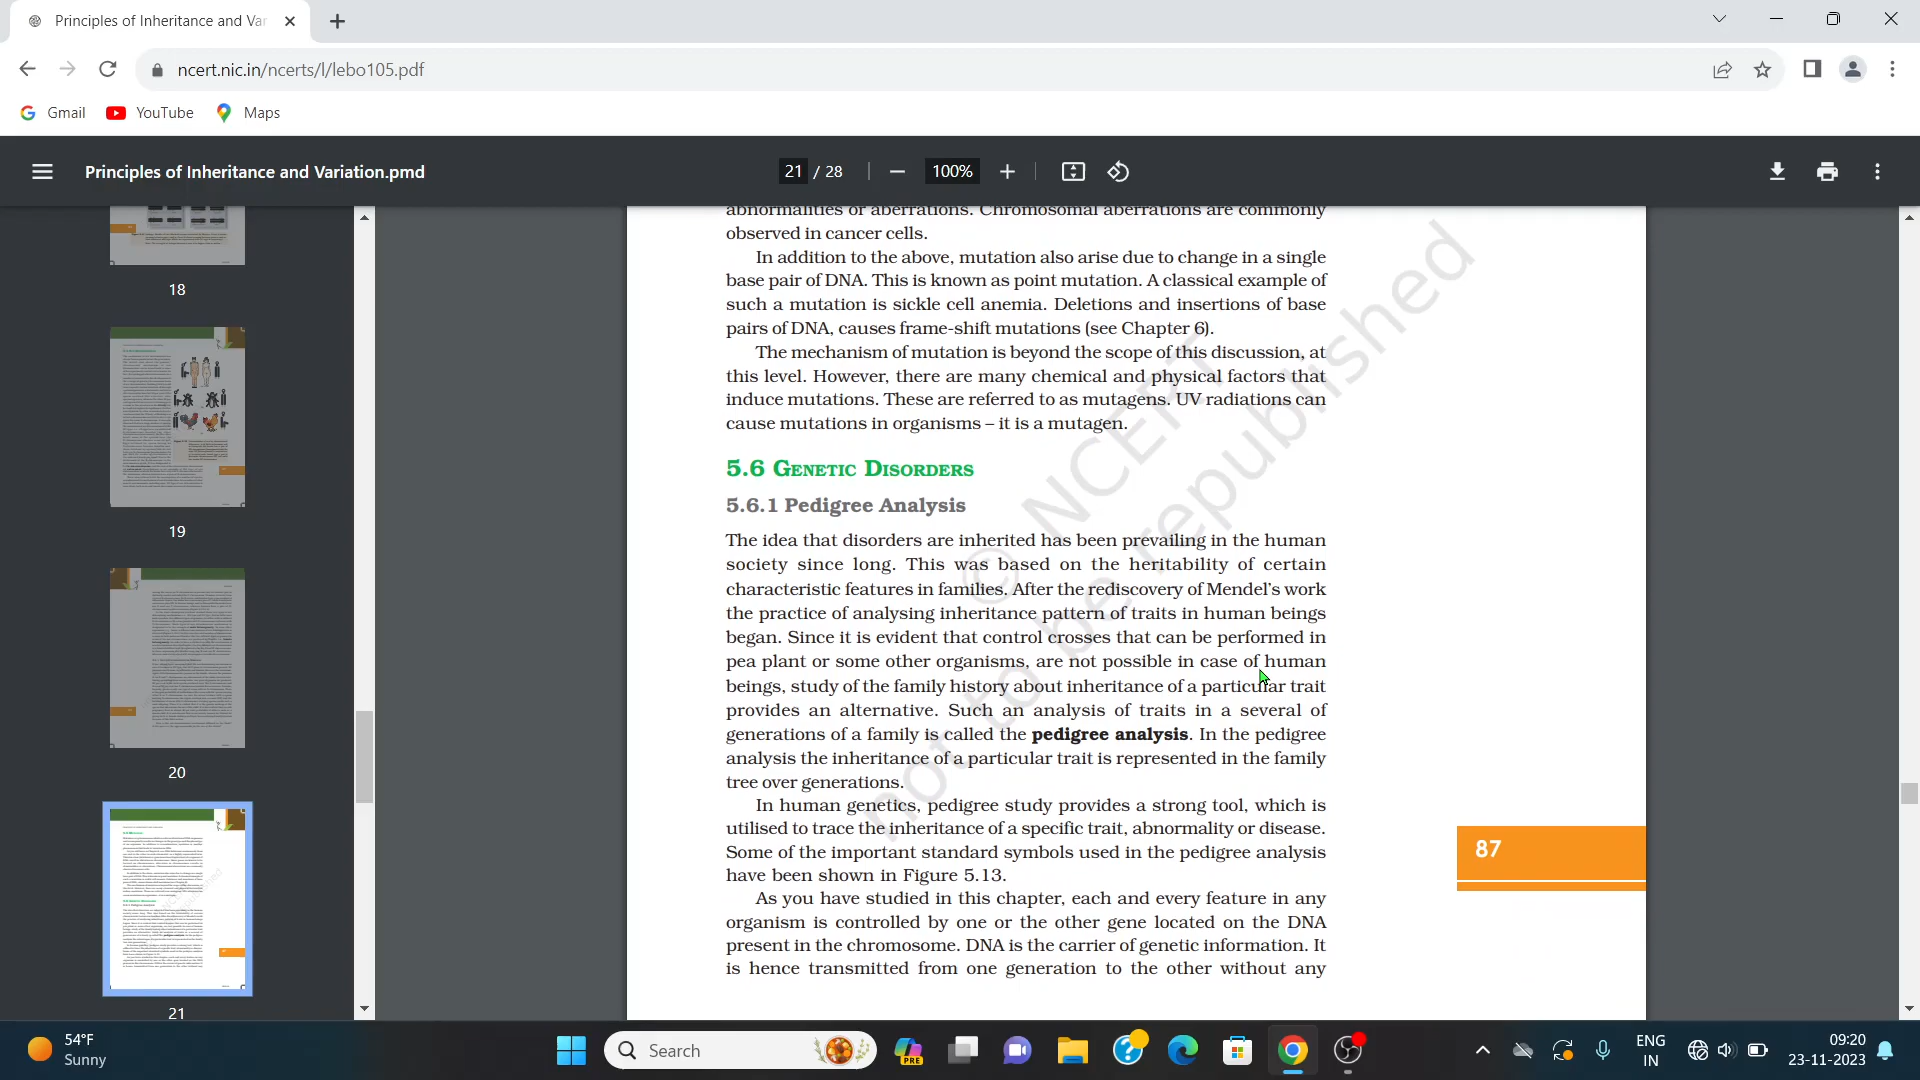 Principles of Inheritance and Var
ncert.nic.in/ncerts/l/lebo105.pdf
Gmail YouTube Maps
Principles of Inheritance and Variation.pmd 21 / 28 100%
18
19
20
21
abnormalities or aberrations. Chromosomal aberrations are commonly
observed in cancer cells.
In addition to the above, mutation also arise due to change in a single
base pair of DNA. This is known as point mutation. A classical example of
such a mutation is sickle cell anemia. Deletions and insertions of base
pairs of DNA, causes frame-shift mutations (see Chapter 6).
The mechanism of mutation is beyond the scope of this discussion, at
this level. However, there are many chemical and physical factors that
induce mutations. These are referred to as mutagens. UV radiations can
cause mutations in organisms – it is a mutagen.
5.6 GENETIC DISORDERS
5.6.1 Pedigree Analysis
The idea that disorders are inherited has been prevailing in the human
society since long. This was based on the heritability of certain
characteristic features in families. After the rediscovery of Mendel's work
the practice of analysing inheritance pattern of traits in human beings
began. Since it is evident that control crosses that can be performed in
pea plant or some other organisms, are not possible in case of human
beings, study of the family history about inheritance of a particular trait
provides an alternative. Such an analysis of traits in a several of
generations of a family is called the pedigree analysis. In the pedigree
analysis the inheritance of a particular trait is represented in the family
tree over generations.
In human genetics, pedigree study provides a strong tool, which is
utilised to trace the inheritance of a specific trait, abnormality or disease.
Some of the important standard symbols used in the pedigree analysis
have been shown in Figure 5.13.
As you have studied in this chapter, each and every feature in any
organism is controlled by one or the other gene located on the DNA
present in the chromosome. DNA is the carrier of genetic information. It
is hence transmitted from one generation to the other without any
87
© NCERT
not to be republished
54°F
Sunny
Search
PRE
ENG
IN
09:20
23-11-2023